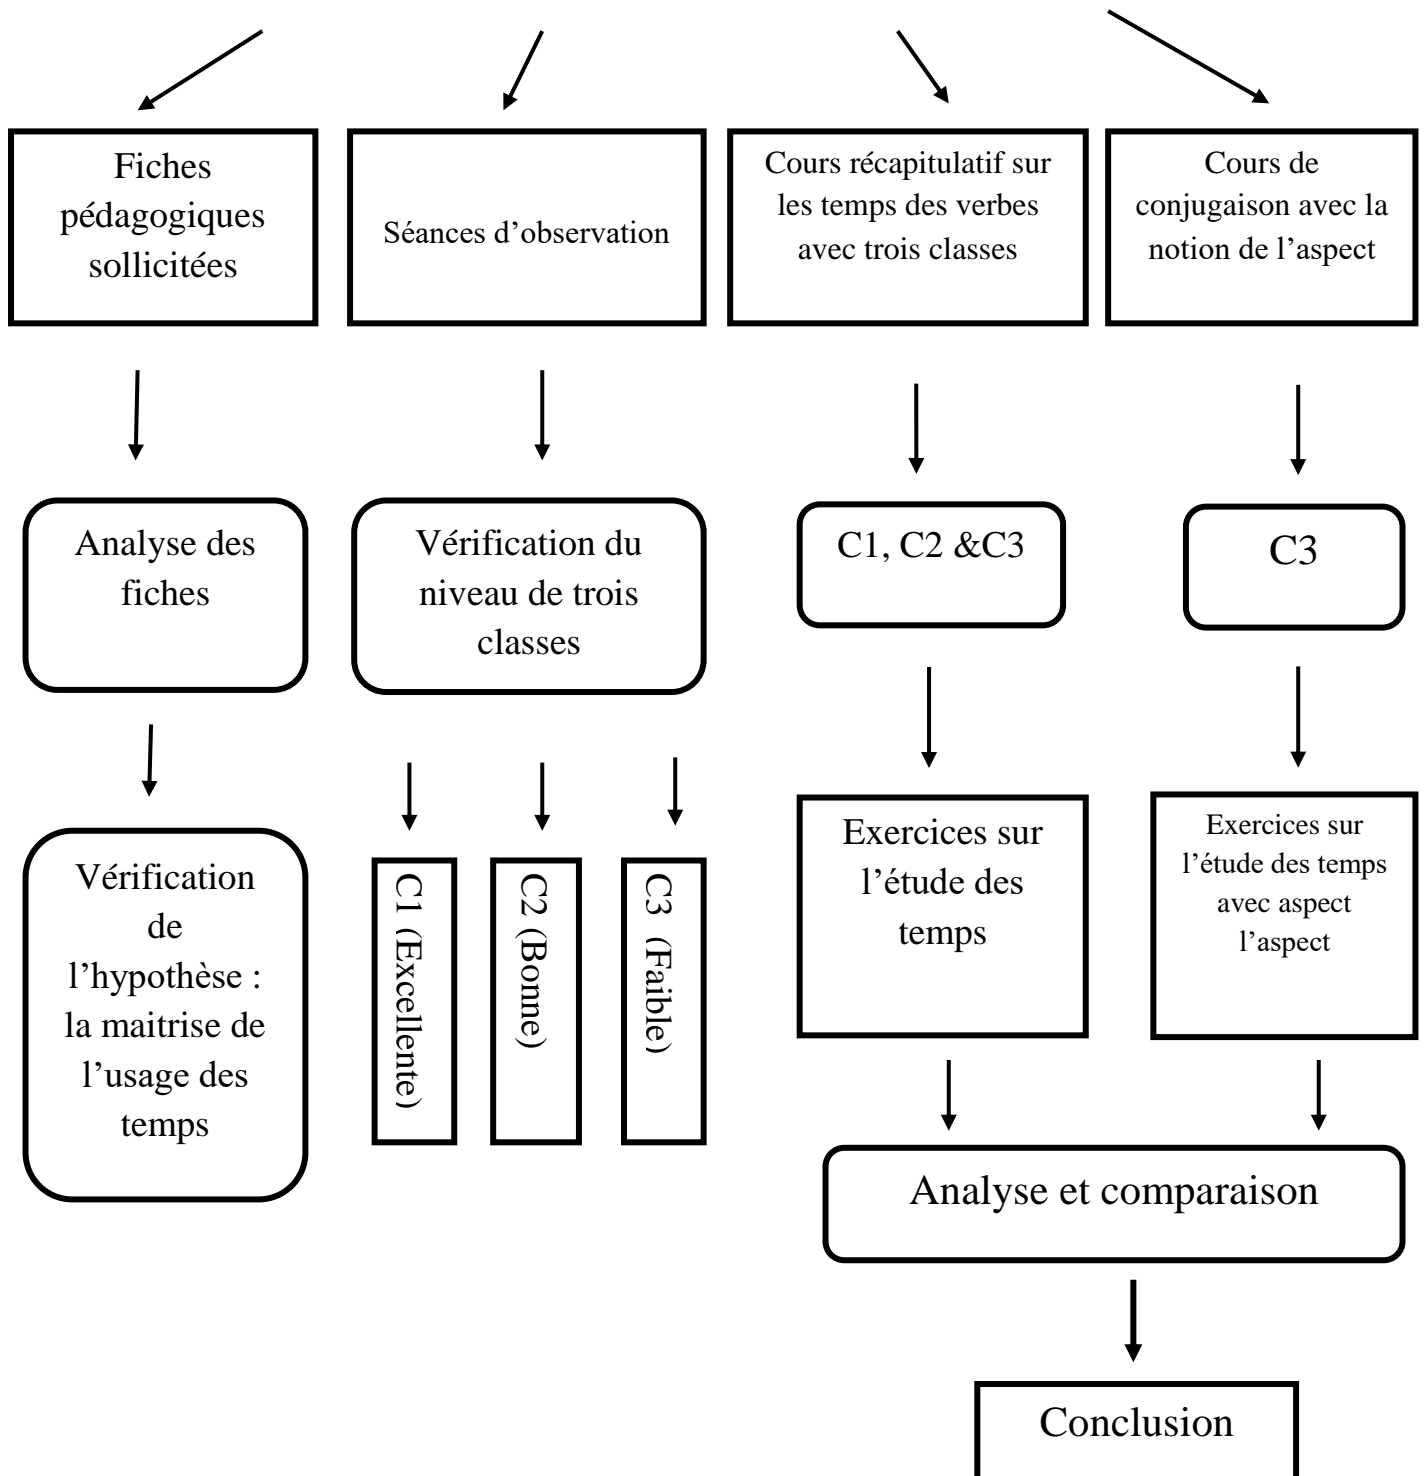 Fiches
pédagogiques
sollicitées
Séances d’observation
Cours récapitulatif sur
les temps des verbes
avec trois classes
Cours de
conjugaison avec la
notion de l’aspect
Analyse des
fiches
Vérification du
niveau de trois
classes
C1, C2 &C3
C3
Vérification
de
l’hypothèse :
la maitrise de
l’usage des
temps
C1 (Excellente)
C2 (Bonne)
C3 (Faible)
Exercices sur
l’étude des
temps
Exercices sur
l’étude des temps
avec aspect
l’aspect
Analyse et comparaison
Conclusion